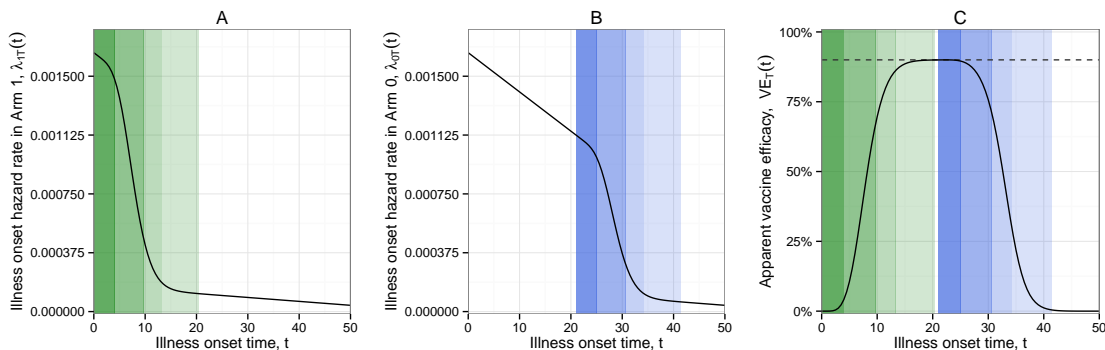 A
Illness onset hazard rate in Arm 1, λ₁T(t)
0.001500
0.001125
0.000750
0.000375
0.000000
0 10 20 30 40 50
Illness onset time, t
B
Illness onset hazard rate in Arm 0, λ₀T(t)
0.001500
0.001125
0.000750
0.000375
0.000000
0 10 20 30 40 50
Illness onset time, t
C
Apparent vaccine efficacy, VE_T(t)
100%
75%
50%
25%
0%
0 10 20 30 40 50
Illness onset time, t